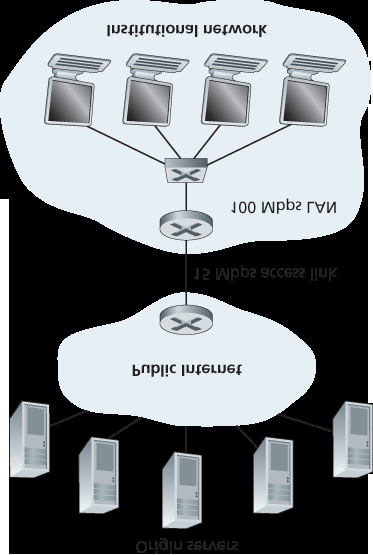 Institutional network
100 Mbps LAN
15 Mbps access link
Public Internet
Origin servers